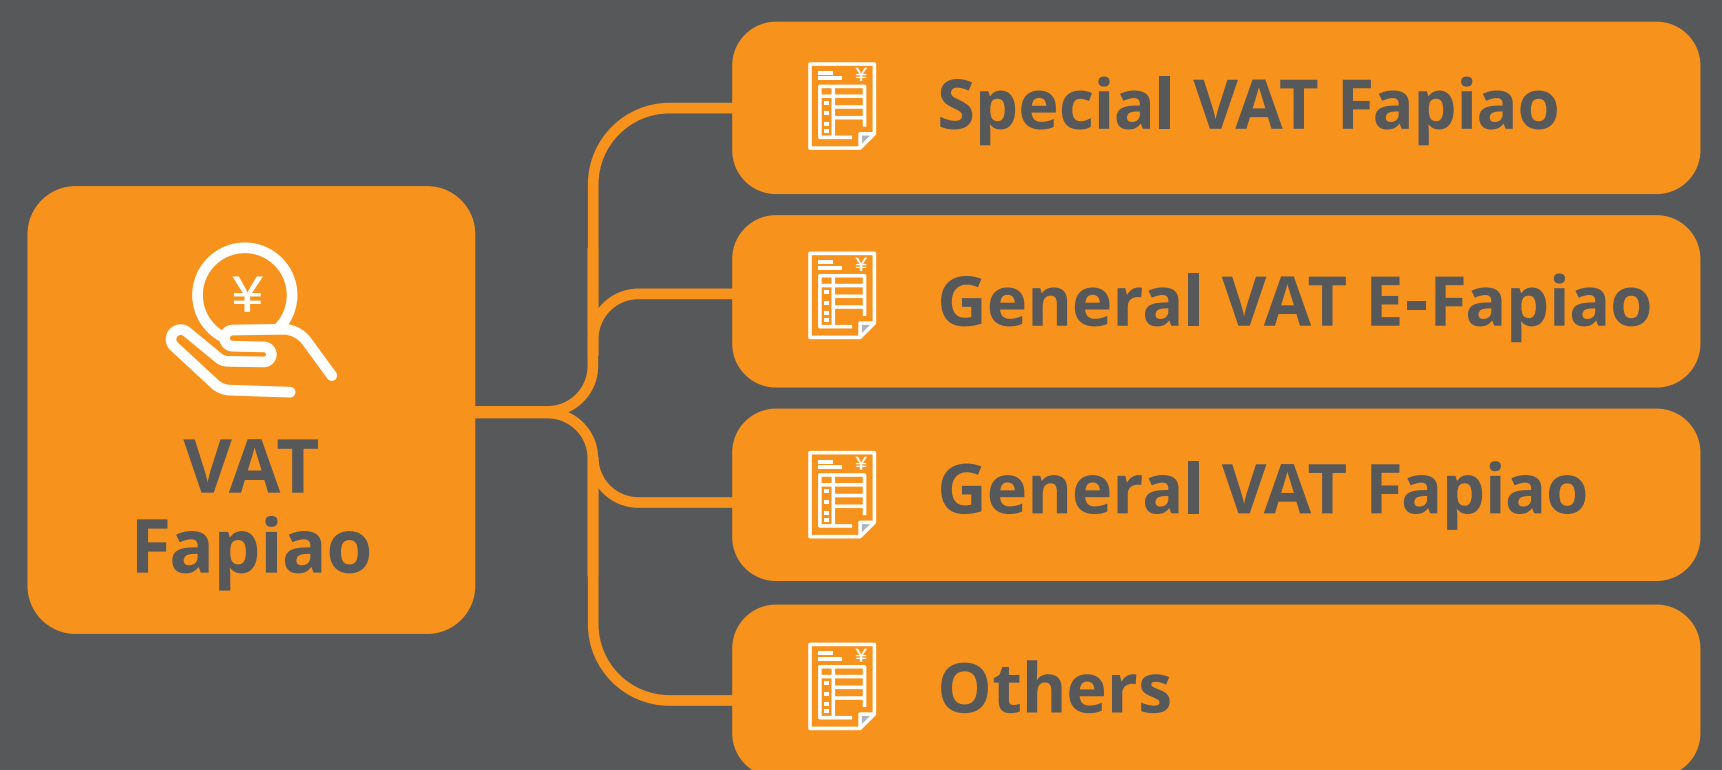 ¥
VAT
Fapiao
¥
Special VAT Fapiao
¥
General VAT E-Fapiao
¥
General VAT Fapiao
¥
Others